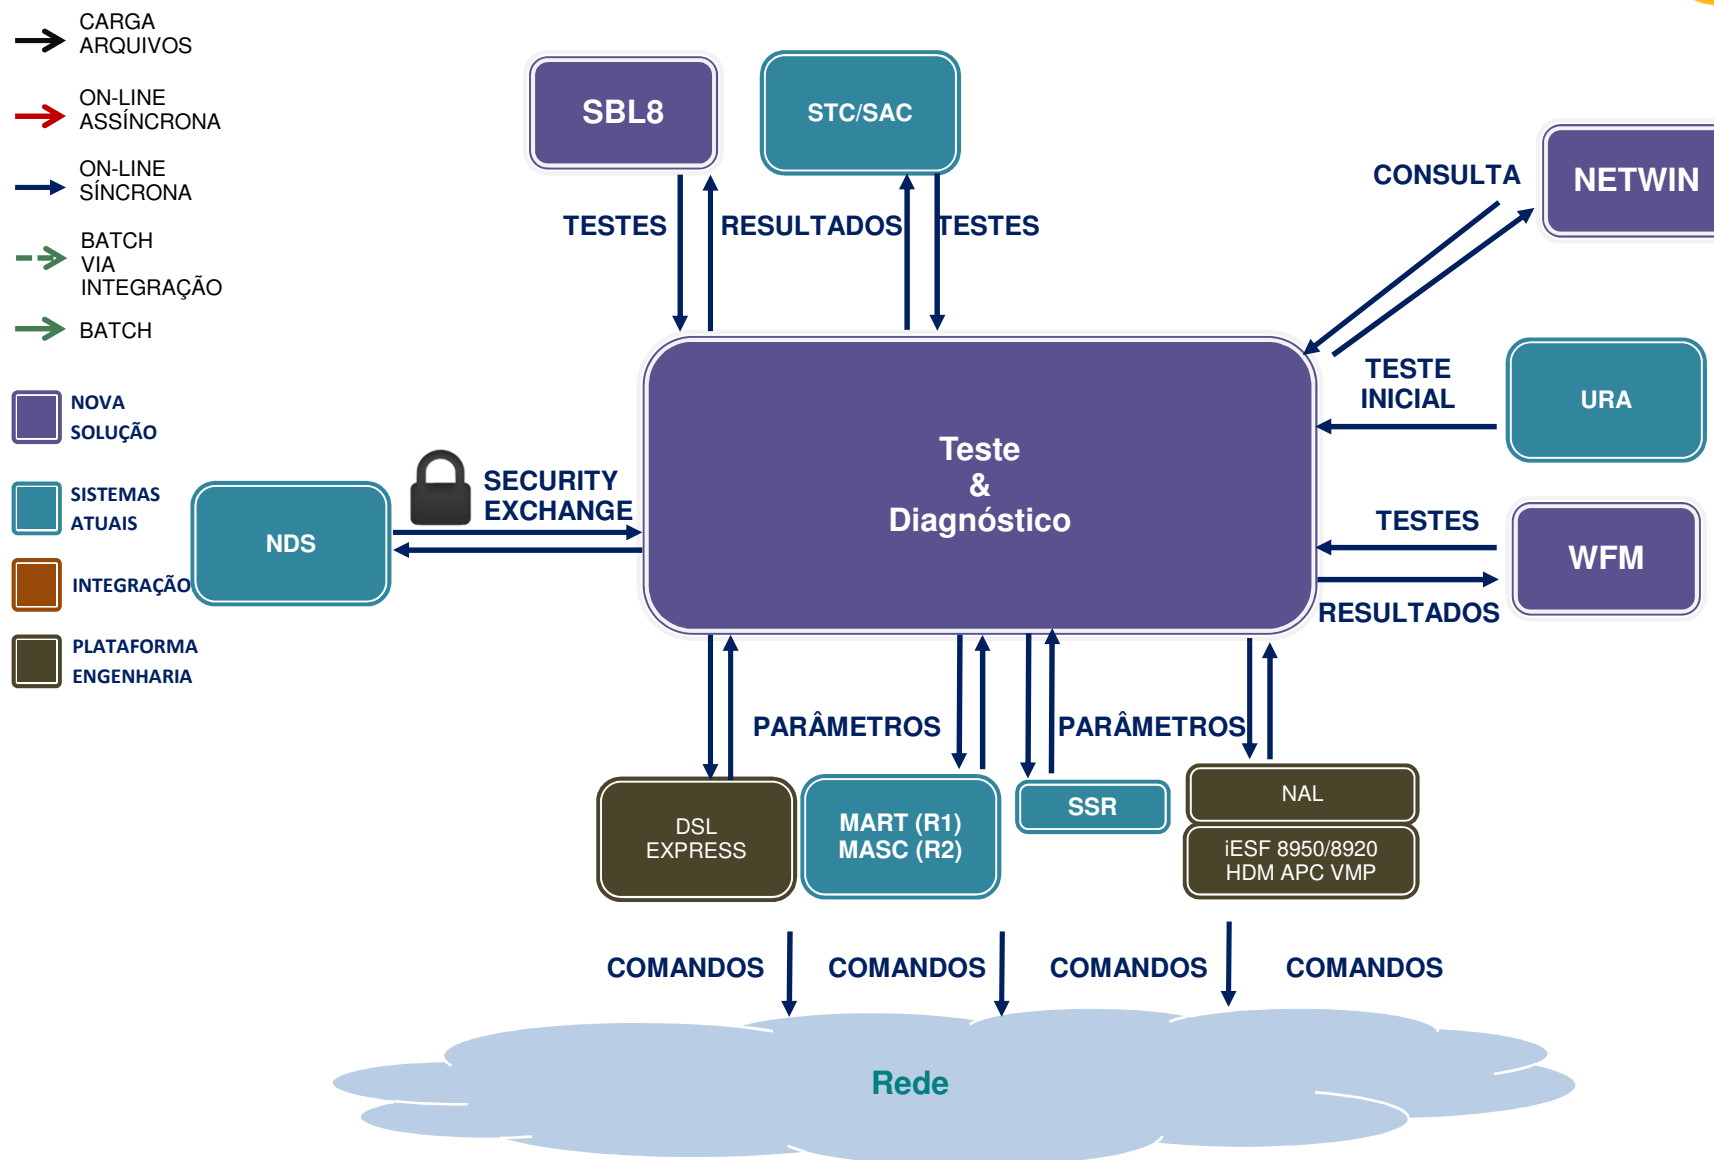 CARGA
ARQUIVOS
ON-LINE
ASSÍNCRONA
ON-LINE
SÍNCRONA
BATCH
VIA
INTEGRAÇÃO
BATCH
NOVA
SOLUÇÃO
SISTEMAS
ATUAIS
INTEGRAÇÃO
PLATAFORMA
ENGENHARIA
SBL8
STC/SAC
TESTES
RESULTADOS
TESTES
CONSULTA
NETWIN
TESTE
INICIAL
URA
Teste
&
Diagnóstico
SECURITY
EXCHANGE
NDS
TESTES
WFM
RESULTADOS
PARÂMETROS
PARÂMETROS
DSL
EXPRESS
MART (R1)
MASC (R2)
SSR
NAL
iESF 8950/8920
HDM APC VMP
COMANDOS
COMANDOS
COMANDOS
COMANDOS
Rede